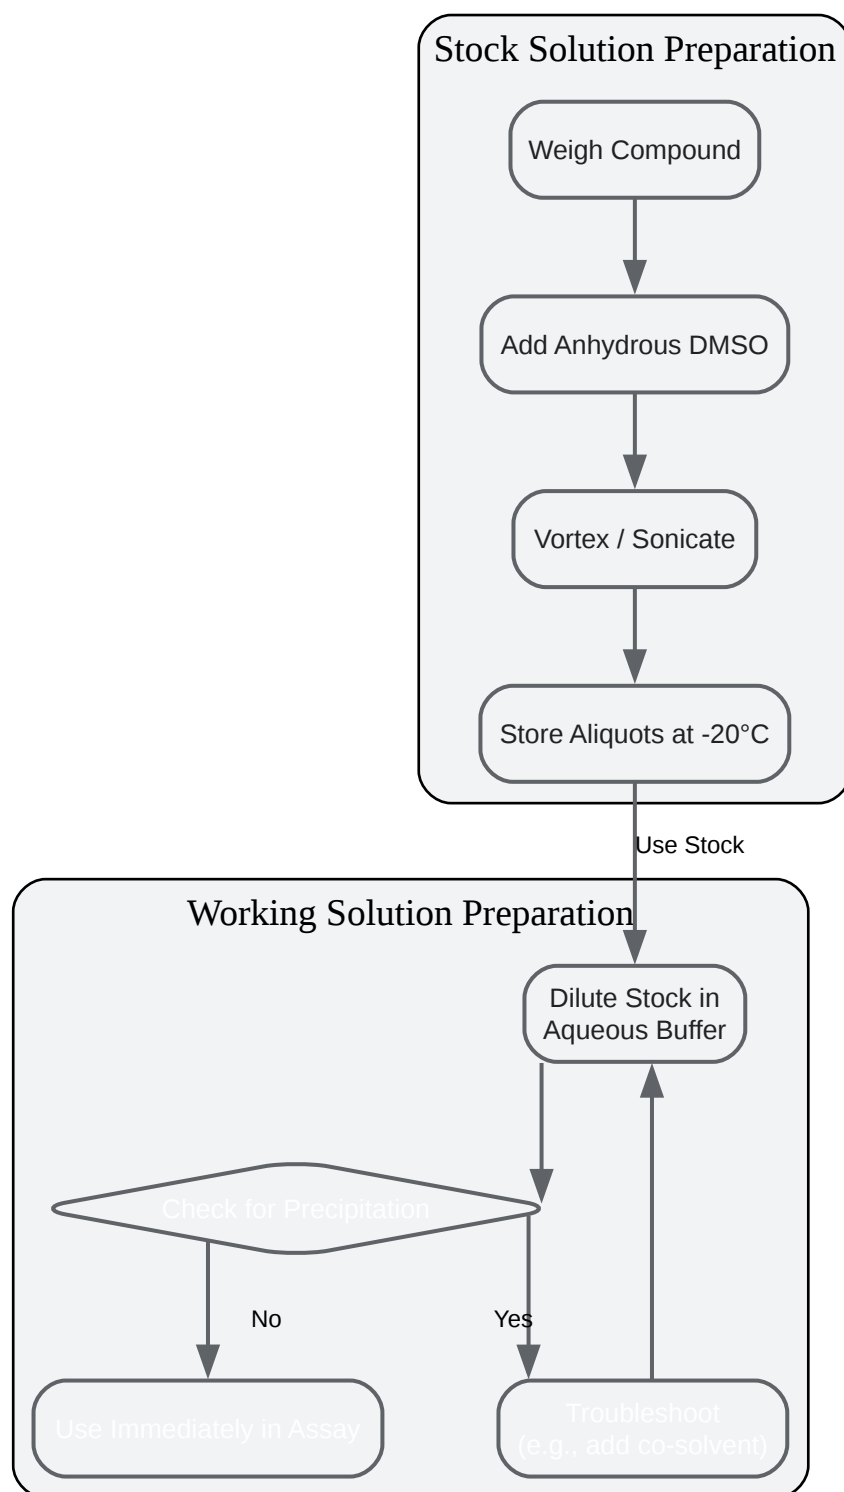 Stock Solution Preparation
Weigh Compound
Add Anhydrous DMSO
Vortex / Sonicate
Store Aliquots at -20°C
Use Stock
Working Solution Preparation
Dilute Stock in
Aqueous Buffer
Check for Precipitation
No
Yes
Use Immediately in Assay
Troubleshoot
(e.g., add co-solvent)